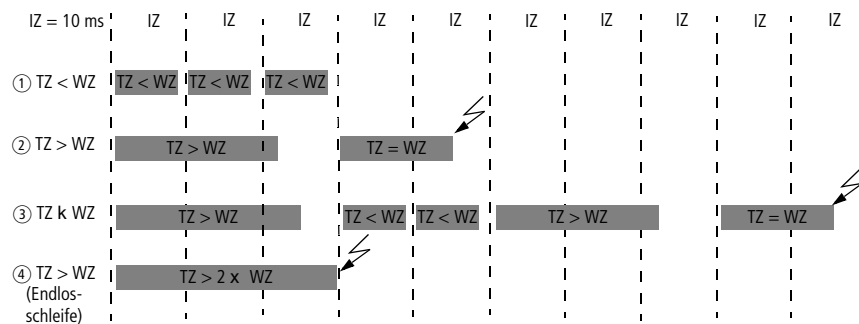 IZ = 10 ms IZ IZ IZ IZ IZ IZ IZ IZ IZ
① TZ < WZ TZ < WZ TZ < WZ TZ < WZ
② TZ > WZ TZ > WZ TZ = WZ
③ TZ k WZ TZ > WZ TZ < WZ TZ < WZ TZ > WZ TZ = WZ
④ TZ > WZ TZ > 2 x WZ
(Endlos-
schleife)